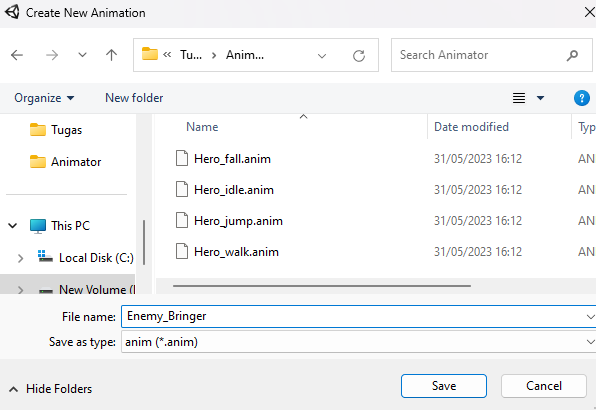 Create New Animation
« Tu... > Anim...
Search Animator
Organize
New folder
?
Name
Date modified
Typ
Tugas
Animator
This PC
Local Disk (C:)
New Volume (
Hero_fall.anim
31/05/2023 16:12
AN
Hero_idle.anim
31/05/2023 16:12
AN
Hero_jump.anim
31/05/2023 16:12
AN
Hero_walk.anim
31/05/2023 16:12
AN
File name:
Enemy_Bringer
Save as type:
anim (*.anim)
Hide Folders
Save
Cancel